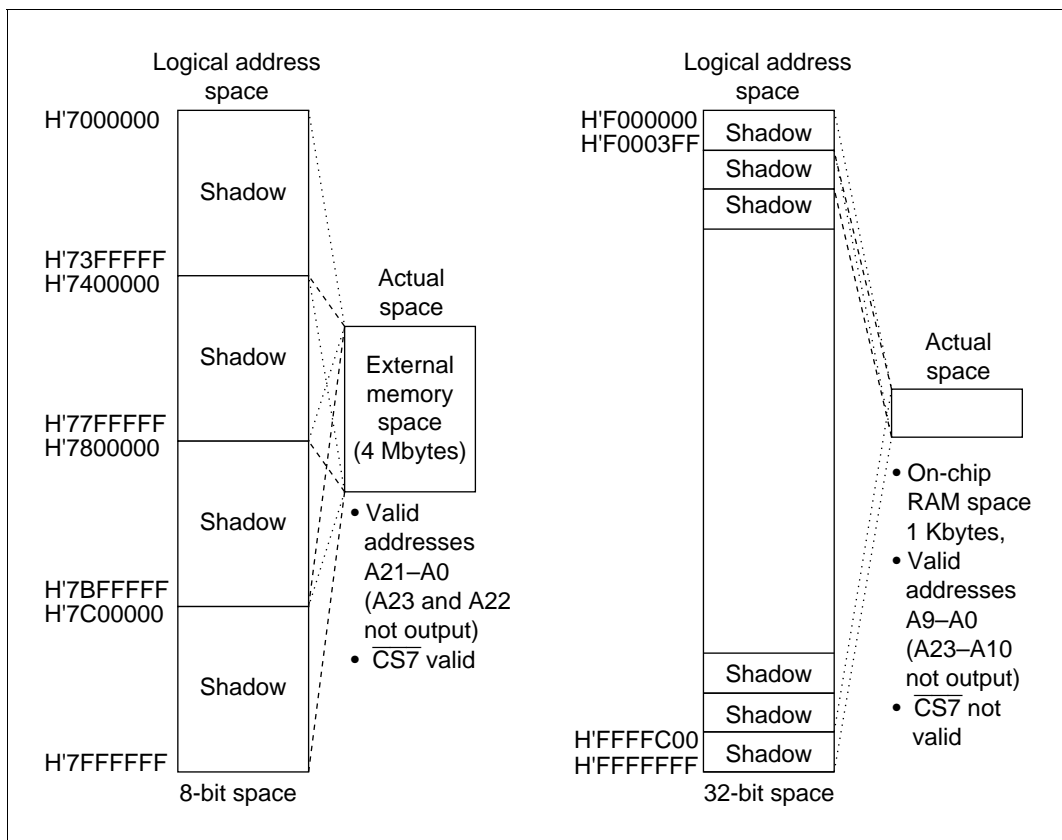 Logical address
space
H'7000000
Shadow
H'73FFFFF
H'7400000
Shadow
H'77FFFFF
H'7800000
Shadow
H'7BFFFFF
H'7C00000
Shadow
H'7FFFFFF
8-bit space
Actual
space
External
memory
space
(4 Mbytes)
• Valid
addresses
A21–A0
(A23 and A22
not output)
• CS7 valid
Logical address
space
H'F000000
H'F0003FF
Shadow
Shadow
Shadow
Shadow
Shadow
H'FFFFC00
H'FFFFFFF
Shadow
32-bit space
Actual
space
• On-chip
RAM space
1 Kbytes,
• Valid
addresses
A9–A0
(A23–A10
not output)
• CS7 not
valid